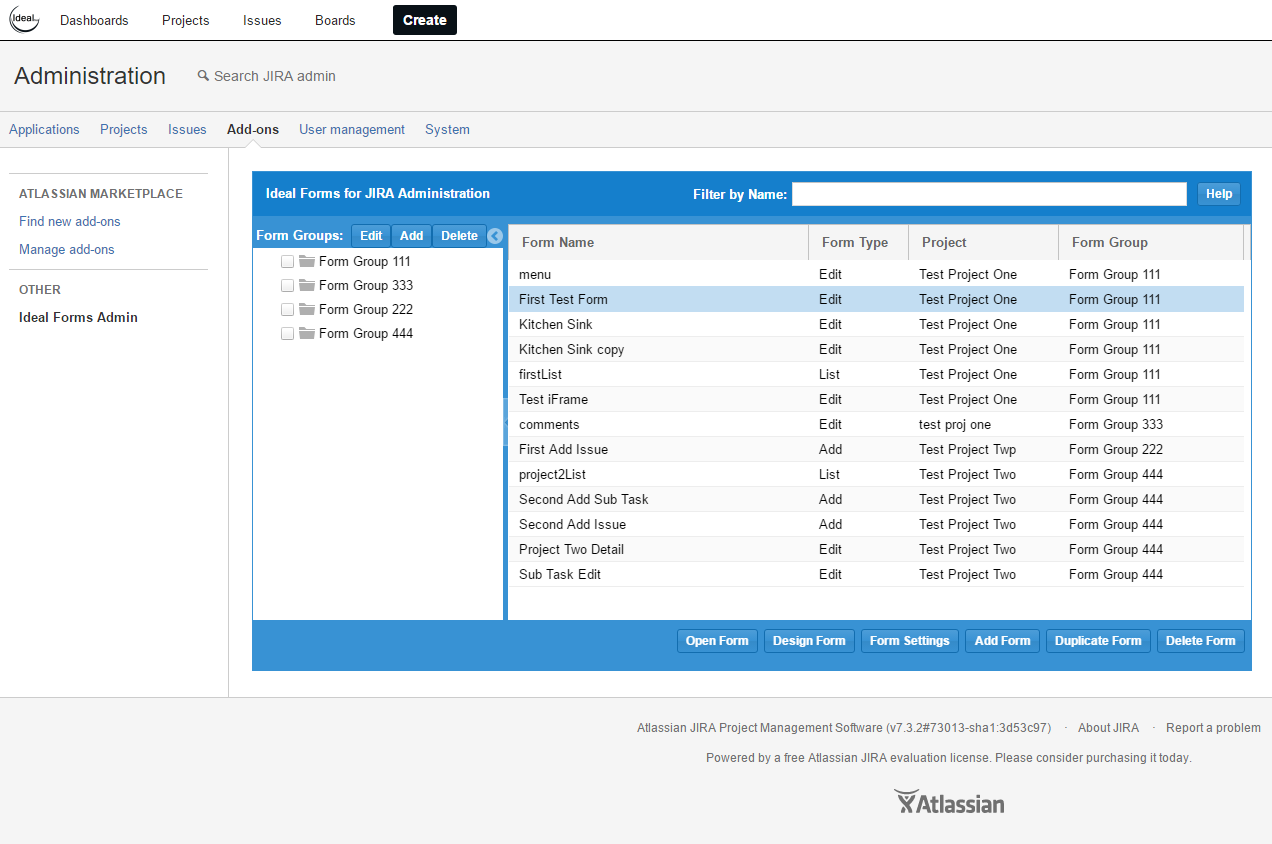 Ideal
Dashboards Projects Issues Boards Create
Administration Search JIRA admin
Applications Projects Issues Add-ons User management System
ATLASSIAN MARKETPLACE
Find new add-ons
Manage add-ons
OTHER
Ideal Forms Admin
Ideal Forms for JIRA Administration Filter by Name: Help
Form Groups: Edit Add Delete
Form Group 111
Form Group 333
Form Group 222
Form Group 444
Form Name Form Type Project Form Group
menu Edit Test Project One Form Group 111
First Test Form Edit Test Project One Form Group 111
Kitchen Sink Edit Test Project One Form Group 111
Kitchen Sink copy Edit Test Project One Form Group 111
firstList List Test Project One Form Group 111
Test iFrame Edit Test Project One Form Group 111
comments Edit test proj one Form Group 333
First Add Issue Add Test Project Twp Form Group 222
project2List List Test Project Two Form Group 444
Second Add Sub Task Add Test Project Two Form Group 444
Second Add Issue Add Test Project Two Form Group 444
Project Two Detail Edit Test Project Two Form Group 444
Sub Task Edit Edit Test Project Two Form Group 444
Open Form Design Form Form Settings Add Form Duplicate Form Delete Form
Atlassian JIRA Project Management Software (v7.3.2#73013-sha1:3d53c97) · About JIRA · Report a problem
Powered by a free Atlassian JIRA evaluation license. Please consider purchasing it today.
Atlassian